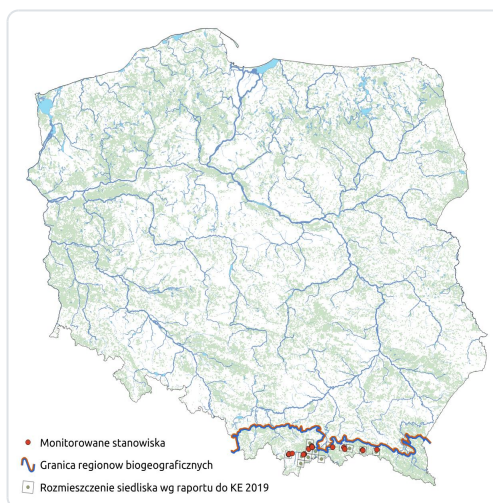 Monitorowane stanowiska
Granica regionow biogeograficznych
Rozmieszczenie siedliska wg raportu do KE 2019